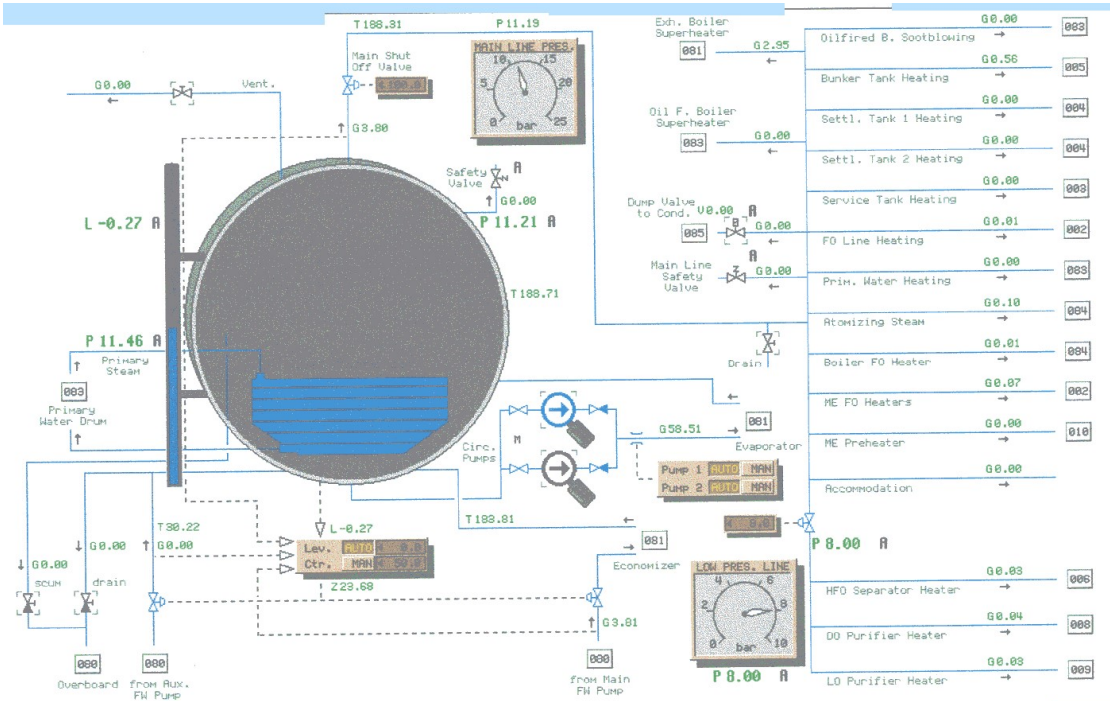 T188.31
P11.19
Main Shut
Off Valve
100.0
MAIN LINE PRES.
0 5 10 15 20 25
bar
G0.00
Vent.
G3.80
Safety
Valve
A
G0.00
P 11.21 A
L -0.27 A
T188.71
P 11.46 A
Primary
Steam
083
Primary
Water Drum
Circ.
Pumps
M
G58.51
081
Evaporator
Pump 1 AUTO MAN
Pump 2 AUTO MAN
T183.81
081
Economizer
L-0.27
Lev. AUTO 0.0
Ctr. MAN 50.0
Z23.68
T30.22
G0.00
G0.00
G0.00
scum
drain
080
Overboard
080
from Aux.
FW Pump
G3.81
080
from Main
FW Pump
Exh. Boiler
Superheater
081
G2.95
Oil F. Boiler
Superheater
083
G0.00
Dump Valve
to Cond.
V0.00
A
B
085
G0.00
Main Line
Safety
Valve
A
G0.00
Drain
G0.00
Oilfired B. Sootblowing
083
G0.56
Bunker Tank Heating
005
G0.00
Settl. Tank 1 Heating
004
G0.00
Settl. Tank 2 Heating
004
G0.00
Service Tank Heating
003
G0.01
FO Line Heating
002
G0.00
Prim. Water Heating
083
G0.10
Atomizing Steam
084
G0.01
Boiler FO Heater
084
G0.07
ME FO Heaters
002
G0.00
ME Preheater
010
G0.00
Accommodation
0.0
P 8.00 A
LOW PRES. LINE
0 2 4 6 8 10
bar
P 8.00 A
G0.03
HFO Separator Heater
006
G0.04
DO Purifier Heater
008
G0.03
LO Purifier Heater
009